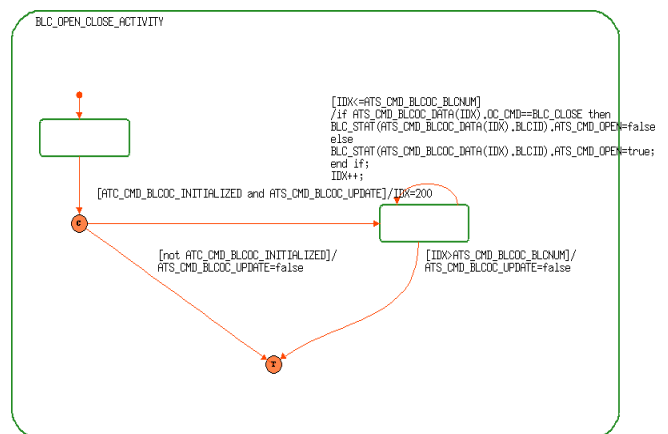 BLC_OPEN_CLOSE_ACTIVITY
[IDX<=ATS_CMD_BLCOC_BLCNUM]
/if ATS_CMD_BLCOC_DATA(IDX).OC_CMD==BLC_CLOSE then
BLC_STAT(ATS_CMD_BLCOC_DATA(IDX).BLCID).ATS_CMD_OPEN=false
else
BLC_STAT(ATS_CMD_BLCOC_DATA(IDX).BLCID).ATS_CMD_OPEN=true;
end if;
IDX++;
[ATC_CMD_BLCOC_INITIALIZED and ATS_CMD_BLCOC_UPDATE]/IDX=200
C
[not ATC_CMD_BLCOC_INITIALIZED]/
ATS_CMD_BLCOC_UPDATE=false
[IDX>ATS_CMD_BLCOC_BLCNUM]/
ATS_CMD_BLCOC_UPDATE=false
T